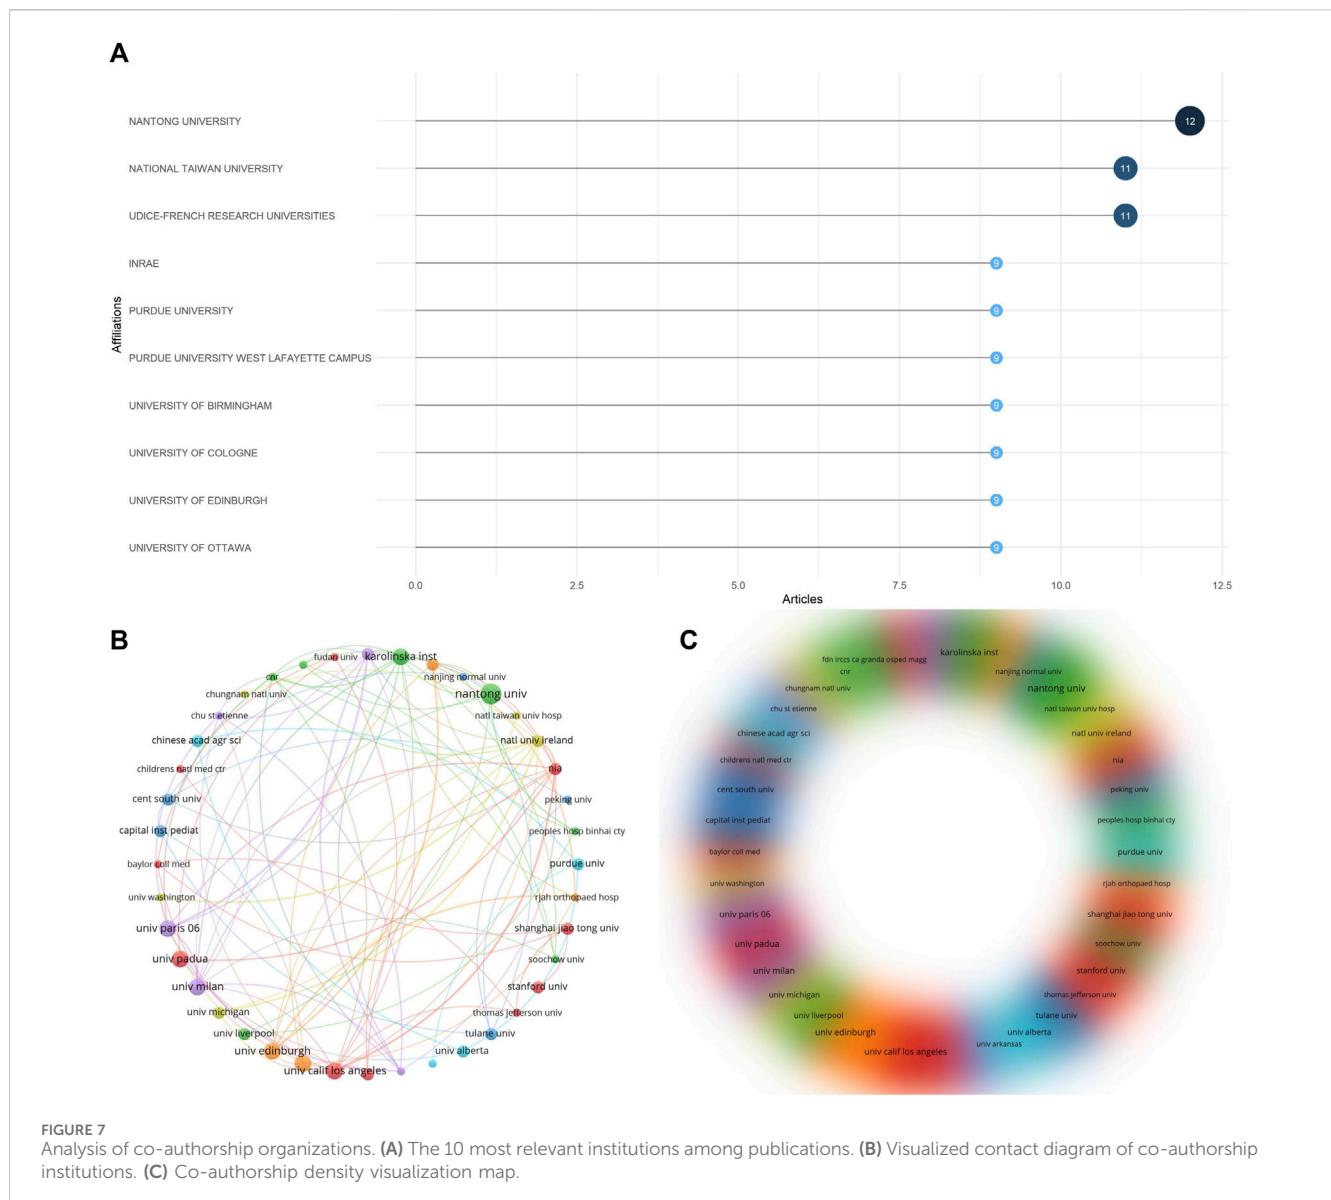 A
NANTONG UNIVERSITY
12
NATIONAL TAIWAN UNIVERSITY
11
UDICE-FRENCH RESEARCH UNIVERSITIES
11
INRAE
9
PURDUE UNIVERSITY
9
PURDUE UNIVERSITY WEST LAFAYETTE CAMPUS
9
UNIVERSITY OF BIRMINGHAM
9
UNIVERSITY OF COLOGNE
9
UNIVERSITY OF EDINBURGH
9
UNIVERSITY OF OTTAWA
9
Affiliations
0.0 2.5 5.0 7.5 10.0 12.5
Articles
B
fudan univ
karolinska inst
cnr
nanjing normal univ
chungnam natl univ
nantong univ
chu st etienne
natl taiwan univ hosp
chinese acad agr sci
natl univ ireland
childrens natl med ctr
nia
cent south univ
peking univ
capital inst pediat
peoples hosp binhai cty
baylor coll med
purdue univ
univ washington
rjah orthopaed hosp
univ paris 06
shanghai jiao tong univ
univ padua
soochow univ
univ milan
stanford univ
univ michigan
thomas jefferson univ
univ liverpool
tulane univ
univ edinburgh
univ alberta
univ calif los angeles
C
fdn irccs ca granda osped magg
karolinska inst
cnr
nanjing normal univ
chungnam natl univ
nantong univ
chu st etienne
natl taiwan univ hosp
chinese acad agr sci
natl univ ireland
childrens natl med ctr
nia
cent south univ
peking univ
capital inst pediat
peoples hosp binhai cty
baylor coll med
purdue univ
univ washington
rjah orthopaed hosp
univ paris 06
shanghai jiao tong univ
univ padua
soochow univ
univ milan
stanford univ
univ michigan
thomas jefferson univ
univ liverpool
tulane univ
univ edinburgh
univ alberta
univ calif los angeles
univ arkansas
FIGURE 7
Analysis of co-authorship organizations. (A) The 10 most relevant institutions among publications. (B) Visualized contact diagram of co-authorship
institutions. (C) Co-authorship density visualization map.